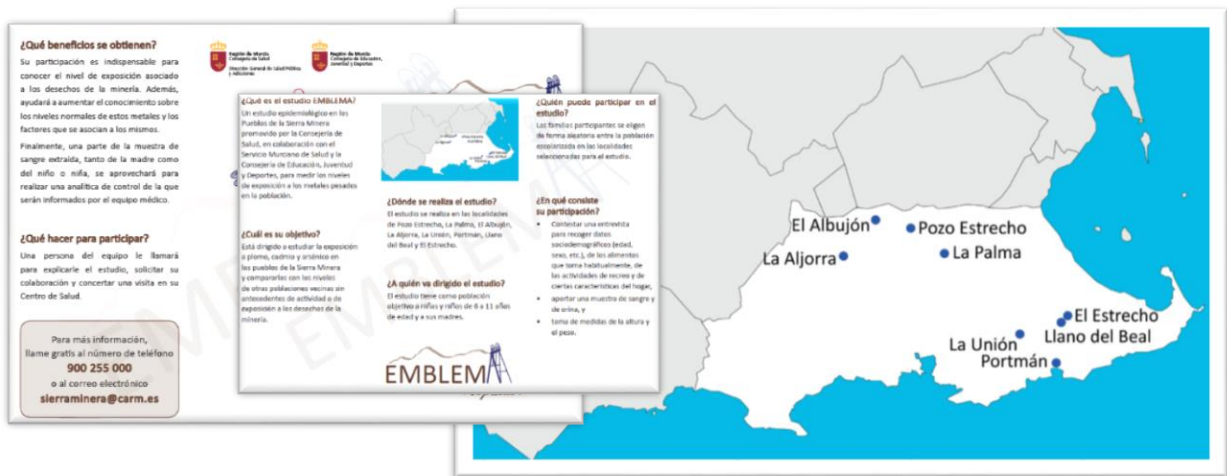 ¿Qué beneficios se obtienen?
Su participación es indispensable para
conocer el nivel de exposición asociado
a los desechos de la minería. Además,
ayudará a aumentar el conocimiento sobre
los niveles normales de estos metales y los
factores que se asocian a los mismos.
Finalmente, una parte de la muestra de
sangre extraída, tanto de la madre como
del niño o niña, se aprovechará para
realizar una analítica de control de la que
serán informados por el equipo médico.
¿Qué hacer para participar?
Una persona del equipo le llamará
para explicarle el estudio, solicitar su
colaboración y concertar una visita en su
Centro de Salud.
Para más información,
llame gratis al número de teléfono
900 255 000
o al correo electrónico
sierraminera@carm.es
Región de Murcia
Consejería de Salud
Dirección General de Salud Pública
y Adicciones
Región de Murcia
Consejería de Educación,
Juventud y Deportes
¿Qué es el estudio EMBLEMA?
Un estudio epidemiológico en los
Pueblos de la Sierra Minera
promovido por la Consejería de
Salud, en colaboración con el
Servicio Murciano de Salud y la
Consejería de Educación, Juventud
y Deportes, para medir los niveles
de exposición a los metales pesados
en la población.
¿Cuál es su objetivo?
Está dirigido a estudiar la exposición
a plomo, cadmio y arsénico en
los pueblos de la Sierra Minera
y compararlos con los niveles
de otras poblaciones vecinas sin
antecedentes de actividad o de
exposición a los desechos de la
minería.
¿Dónde se realiza el estudio?
El estudio se realiza en las localidades
de Pozo Estrecho, La Palma, El Albujón,
La Aljorra, La Unión, Portmán, Llano
del Beal y El Estrecho.
¿A quién va dirigido el estudio?
El estudio tiene como población
objetivo a niñas y niños de 6 a 11 años
de edad y a sus madres.
EMBLEMA
¿Quién puede participar en el
estudio?
Las familias participantes se eligen
de forma aleatoria entre la población
escolarizada en las localidades
seleccionadas para el estudio.
¿En qué consiste
su participación?
• Contestar una entrevista
para recoger datos
sociodemográficos (edad,
sexo, etc.), de los alimentos
que toma habitualmente, de
las actividades de recreo y de
ciertas características del hogar,
• aportar una muestra de sangre y
de orina, y
• toma de medidas de la altura y
el peso.
El Albujón
Pozo Estrecho
La Aljorra
La Palma
El Estrecho
Llano del Beal
La Unión
Portmán